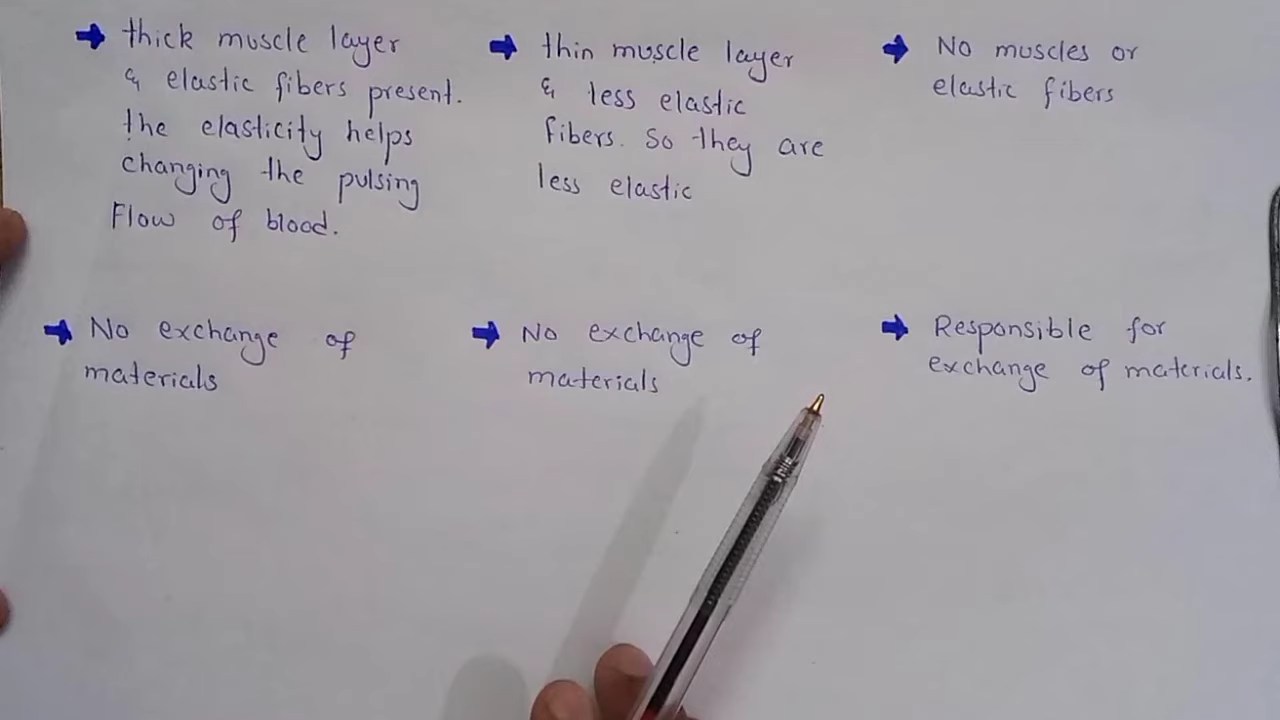 ➡ thick muscle layer
& elastic fibers present.
the elasticity helps
changing the pulsing
Flow of blood.
➡ thin muscle layer
& less elastic
fibers. So they are
less elastic
➡ No muscles or
elastic fibers
➡ No exchange of
materials
➡ No exchange of
materials
➡ Responsible for
exchange of materials.